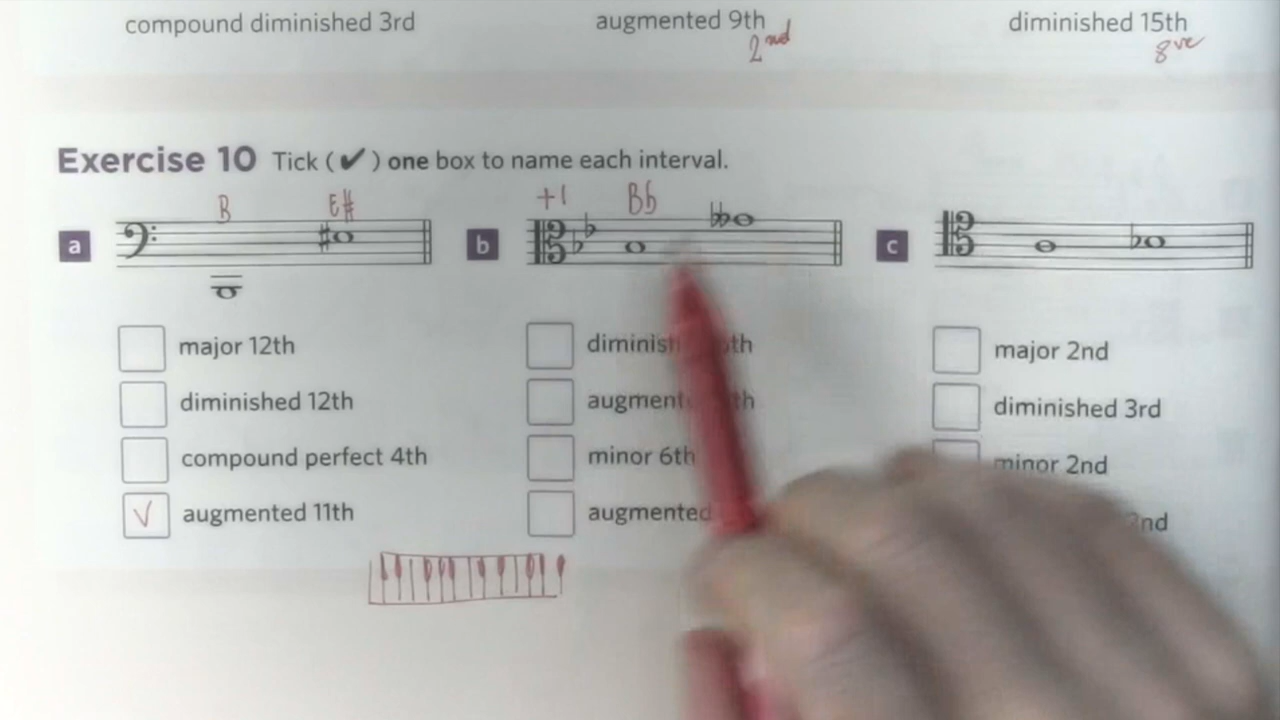 compound diminished 3rd
augmented 9th
diminished 15th
2nd
8ve
Exercise 10 Tick (✔) one box to name each interval.
B
E#
+1
B♭
a
b
c
major 12th
diminished 12th
compound perfect 4th
augmented 11th
minor 6th
augmented
major 2nd
diminished 3rd
minor 2nd